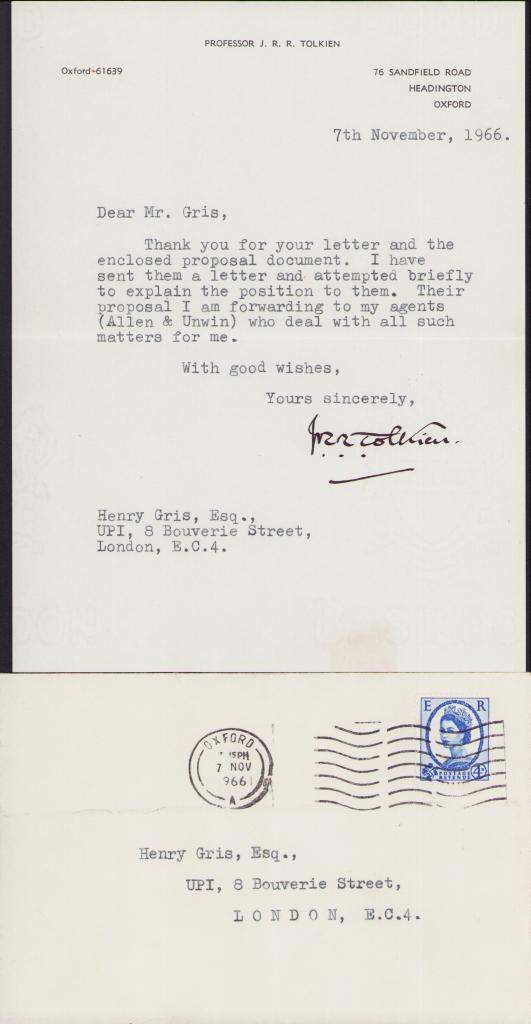 PROFESSOR J. R. R. TOLKIEN
Oxford-61639
76 SANDFIELD ROAD
HEADINGTON
OXFORD
7th November, 1966.
Dear Mr. Gris,
Thank you for your letter and the
enclosed proposal document. I have
sent them a letter and attempted briefly
to explain the position to them. Their
proposal I am forwarding to my agents
(Allen & Unwin) who deal with all such
matters for me.
With good wishes,
Yours sincerely,
JRRTolkien.
Henry Gris, Esq.,
UPI, 8 Bouverie Street,
London, E.C.4.
E R
POSTAGE
REVENUE
4D
OXFORD
15PM
7 NOV
966
A
Henry Gris, Esq.,
UPI, 8 Bouverie Street,
LONDON, E.C.4.